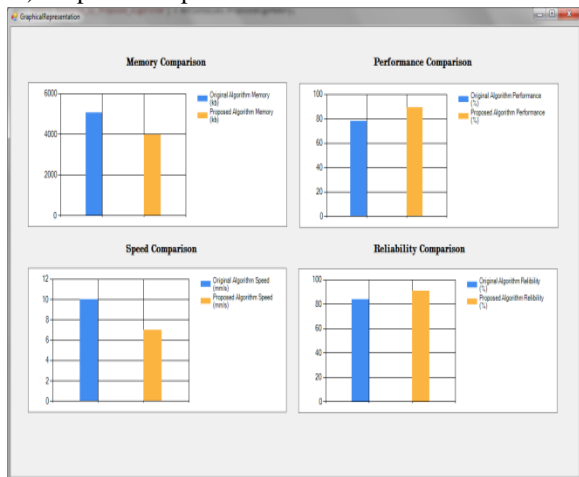 GraphicalRepresentation
Memory Comparison
6000
4000
2000
0
Original Algorithm Memory
(kb)
Proposed Algorithm Memory
(kb)
Performance Comparison
100
80
60
40
20
0
Original Algorithm Performance
(%)
Proposed Algorithm Performance
(%)
Speed Comparison
12
10
8
6
4
2
0
Original Algorithm Speed
(mm/s)
Proposed Algorithm Speed
(mm/s)
Reliability Comparison
100
80
60
40
20
0
Original Algorithm Relibility
(%)
Proposed Algorithm Relibility
(%)